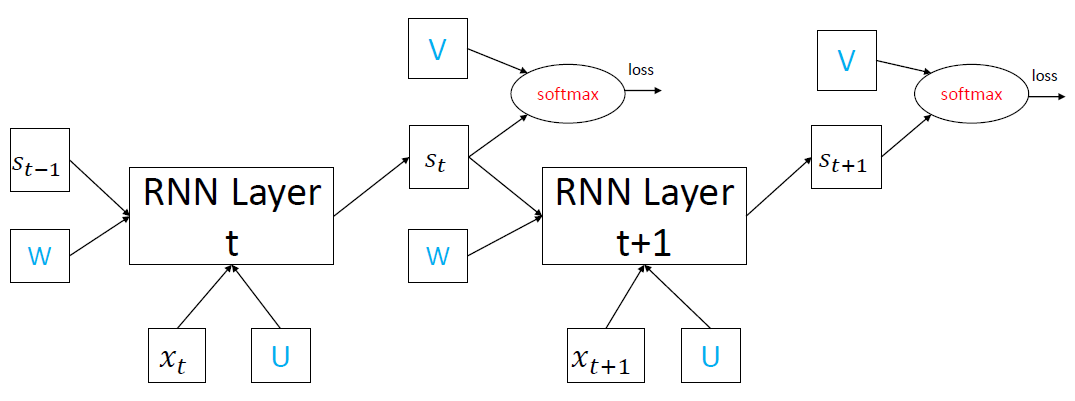 V
loss
softmax
s_{t-1}
s_t
RNN Layer
t
W
x_t
U
V
loss
softmax
s_{t+1}
RNN Layer
t+1
W
x_{t+1}
U